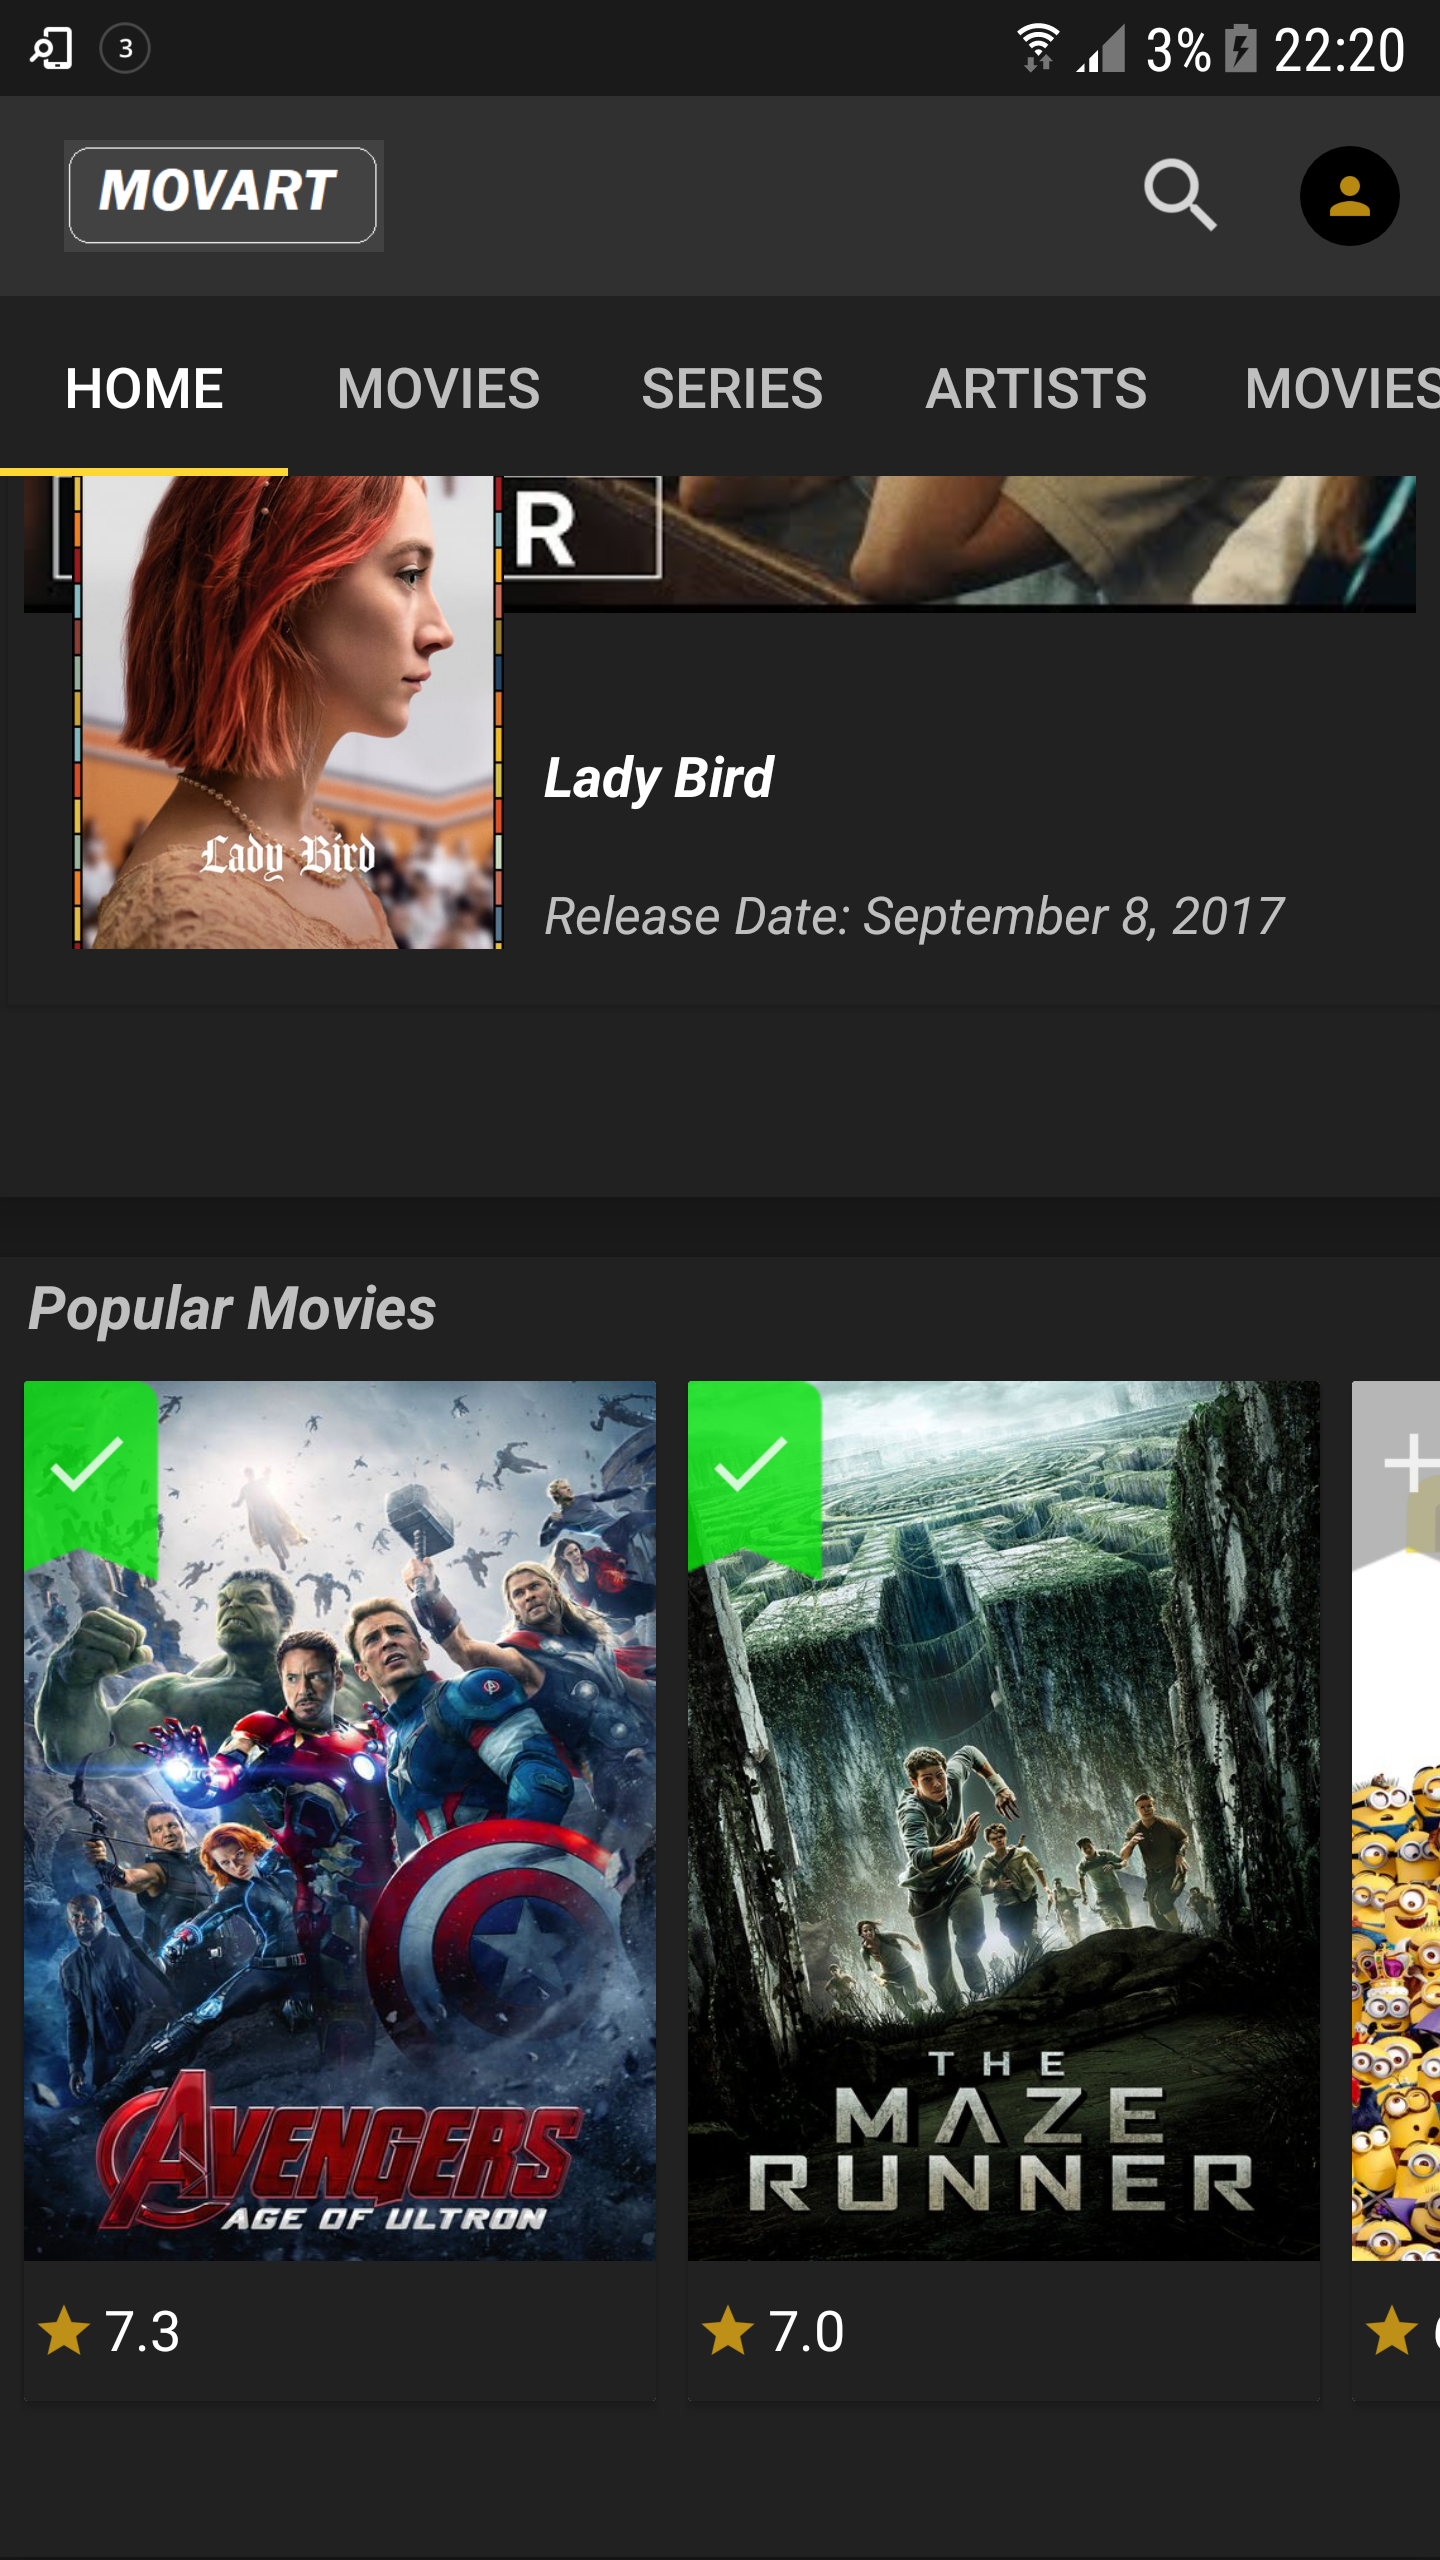 3
3% 22:20
MOVART
HOME MOVIES SERIES ARTISTS MOVIES
R
Lady Bird
Lady Bird
Release Date: September 8, 2017
Popular Movies
AVENGERS
AGE OF ULTRON
THE
MAZE
RUNNER
7.3
7.0